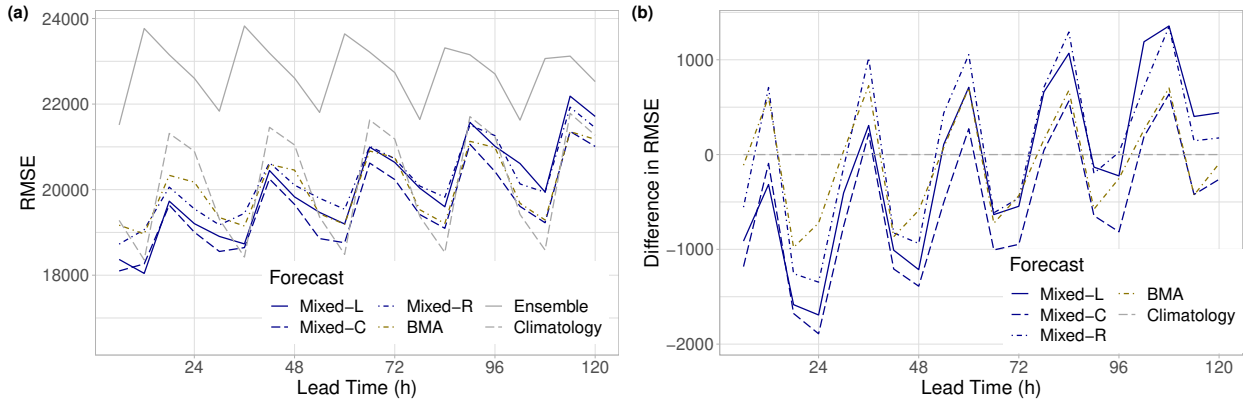 (a)
RMSE
24000
22000
20000
18000
Forecast
Mixed−L Mixed−R Ensemble
Mixed−C BMA Climatology
24 48 72 96 120
Lead Time (h)
(b)
Difference in RMSE
1000
0
−1000
−2000
Forecast
Mixed−L BMA
Mixed−C Climatology
Mixed−R
24 48 72 96 120
Lead Time (h)